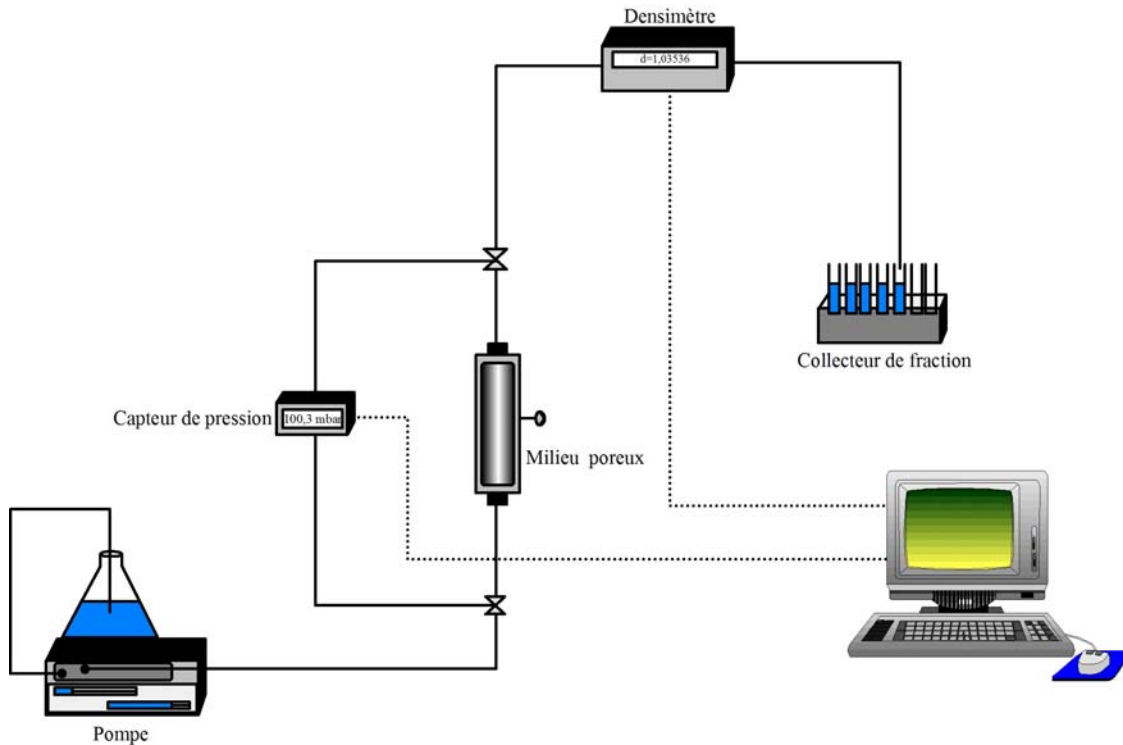 Densimètre
d=1,03536
Collecteur de fraction
Capteur de pression
100,3 mbar
Milieu poreux
Pompe